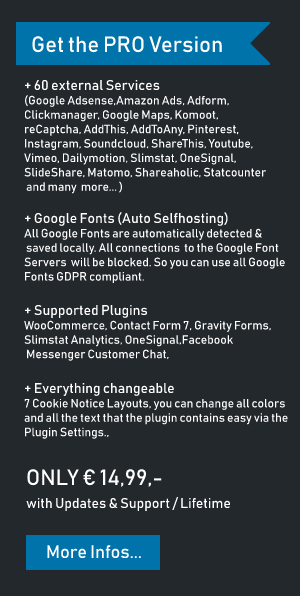 Get the PRO Version
+ 60 external Services
(Google Adsense,Amazon Ads, Adform,
Clickmanager, Google Maps, Komoot,
reCaptcha, AddThis, AddToAny, Pinterest,
Instagram, Soundcloud, ShareThis, Youtube,
Vimeo, Dailymotion, Slimstat, OneSignal,
SlideShare, Matomo, Shareaholic, Statcounter
and many more... )
+ Google Fonts (Auto Selfhosting)
All Google Fonts are automatically detected &
saved locally. All connections to the Google Font
Servers will be blocked. So you can use all Google
Fonts GDPR compliant.
+ Supported Plugins
WooCommerce, Contact Form 7, Gravity Forms,
Slimstat Analytics, OneSignal,Facebook
Messenger Customer Chat,
+ Everything changeable
7 Cookie Notice Layouts, you can change all colors
and all the text that the plugin contains easy via the
Plugin Settings.,
ONLY € 14,99,-
with Updates & Support / Lifetime
More Infos...